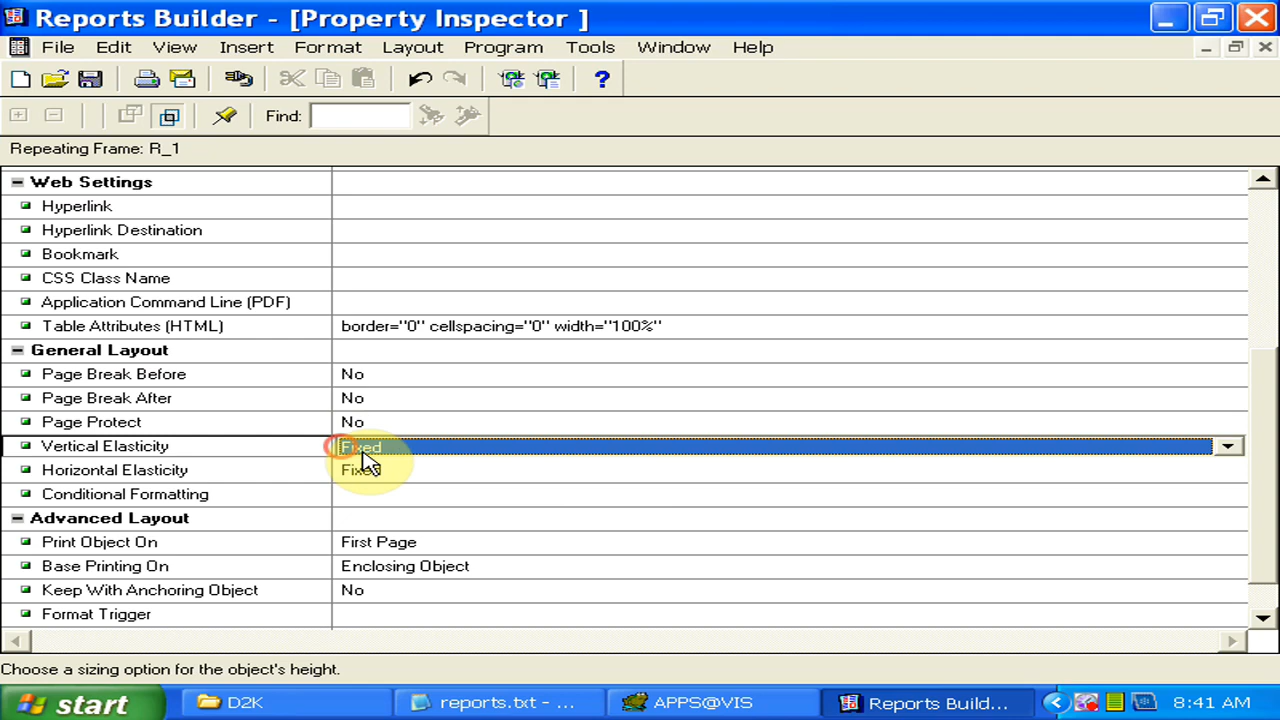 Reports Builder - [Property Inspector ]
File Edit View Insert Format Layout Program Tools Window Help
Find:
Repeating Frame: R_1
Web Settings
Hyperlink
Hyperlink Destination
Bookmark
CSS Class Name
Application Command Line (PDF)
Table Attributes (HTML) border="0" cellspacing="0" width="100%"
General Layout
Page Break Before No
Page Break After No
Page Protect No
Vertical Elasticity Fixed
Horizontal Elasticity Fixed
Conditional Formatting
Advanced Layout
Print Object On First Page
Base Printing On Enclosing Object
Keep With Anchoring Object No
Format Trigger
Choose a sizing option for the object's height.
start D2K reports.txt - ... APPS@VIS Reports Build... 8:41 AM